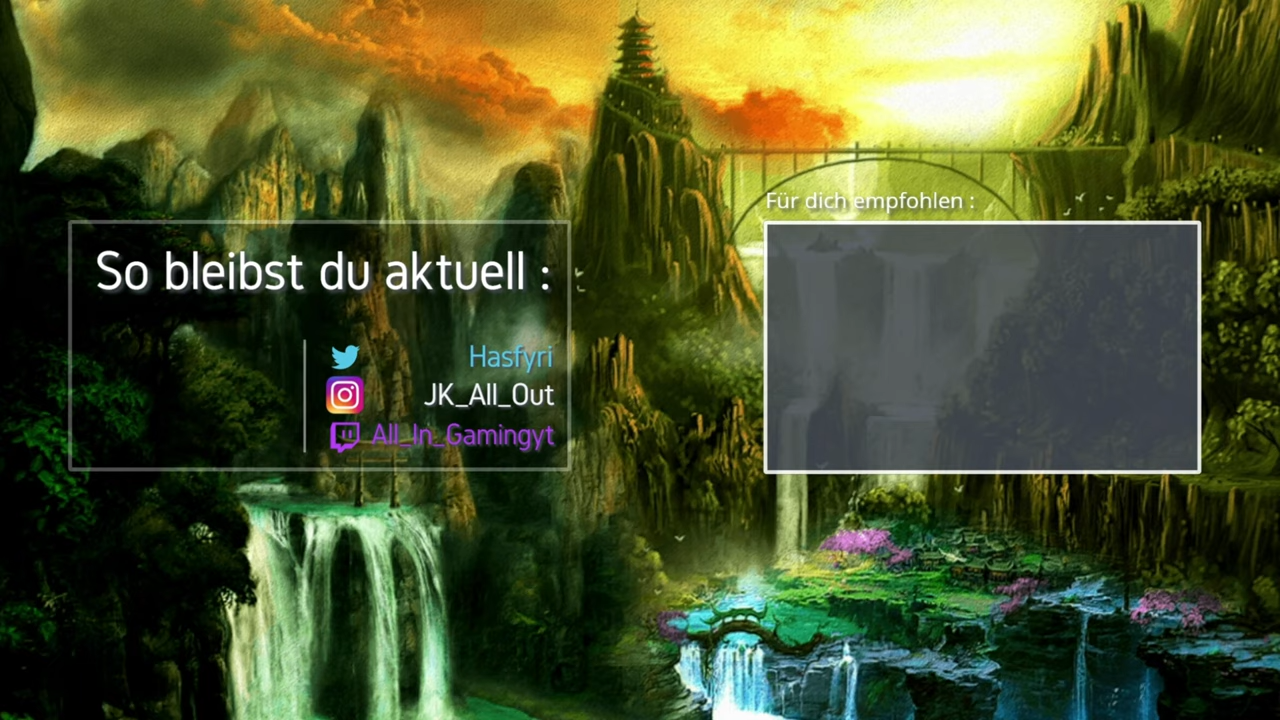 Für dich empfohlen :
So bleibst du aktuell :
Hasfyri
JK_All_Out
All_In_Gamingyt